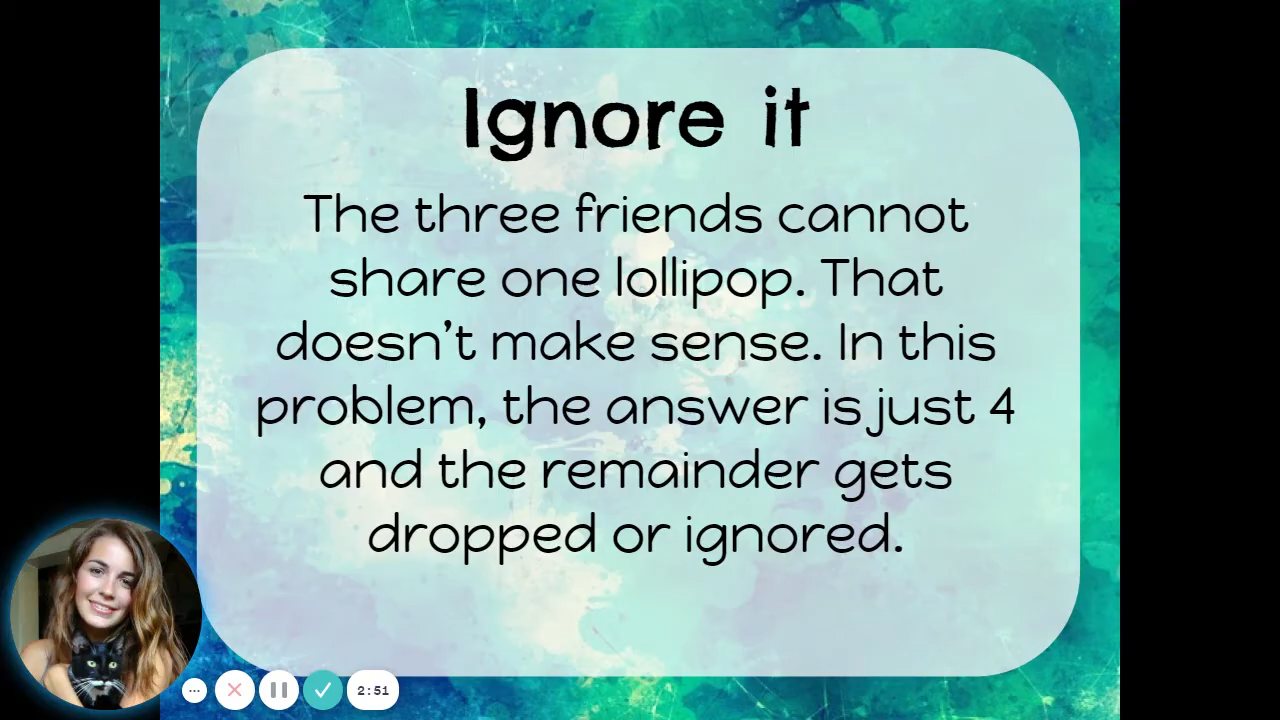 Ignore it
The three friends cannot
share one lollipop. That
doesn't make sense. In this
problem, the answer is just 4
and the remainder gets
dropped or ignored.
2:51